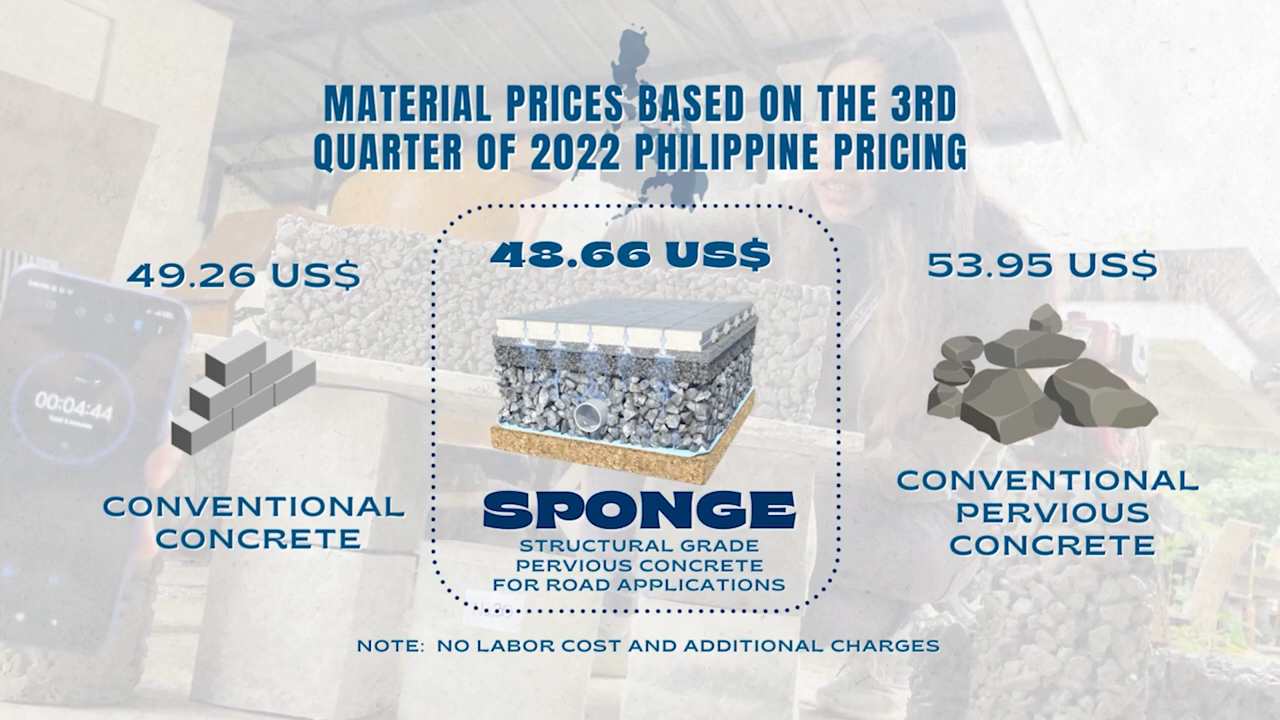 MATERIAL PRICES BASED ON THE 3RD
QUARTER OF 2022 PHILIPPINE PRICING
49.26 US$
CONVENTIONAL
CONCRETE
48.66 US$
SPONGE
STRUCTURAL GRADE
PERVIOUS CONCRETE
FOR ROAD APPLICATIONS
53.95 US$
CONVENTIONAL
PERVIOUS
CONCRETE
NOTE: NO LABOR COST AND ADDITIONAL CHARGES
00:04:44